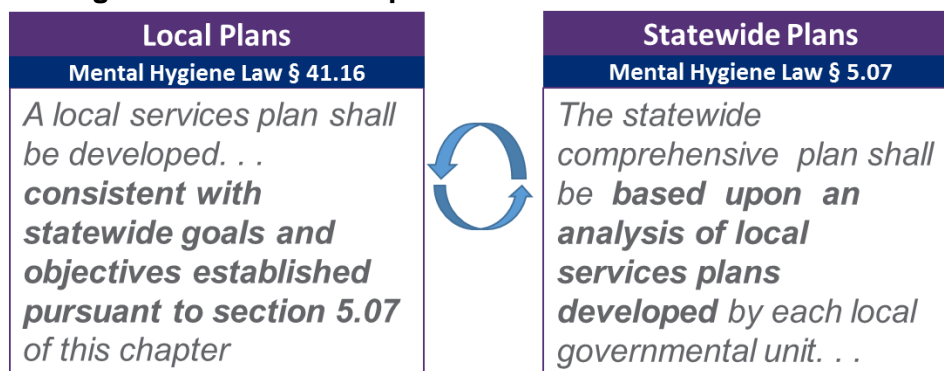 Local Plans
Mental Hygiene Law § 41.16
A local services plan shall
be developed. . .
consistent with
statewide goals and
objectives established
pursuant to section 5.07
of this chapter
Statewide Plans
Mental Hygiene Law § 5.07
The statewide
comprehensive plan shall
be based upon an
analysis of local
services plans
developed by each local
governmental unit. . .